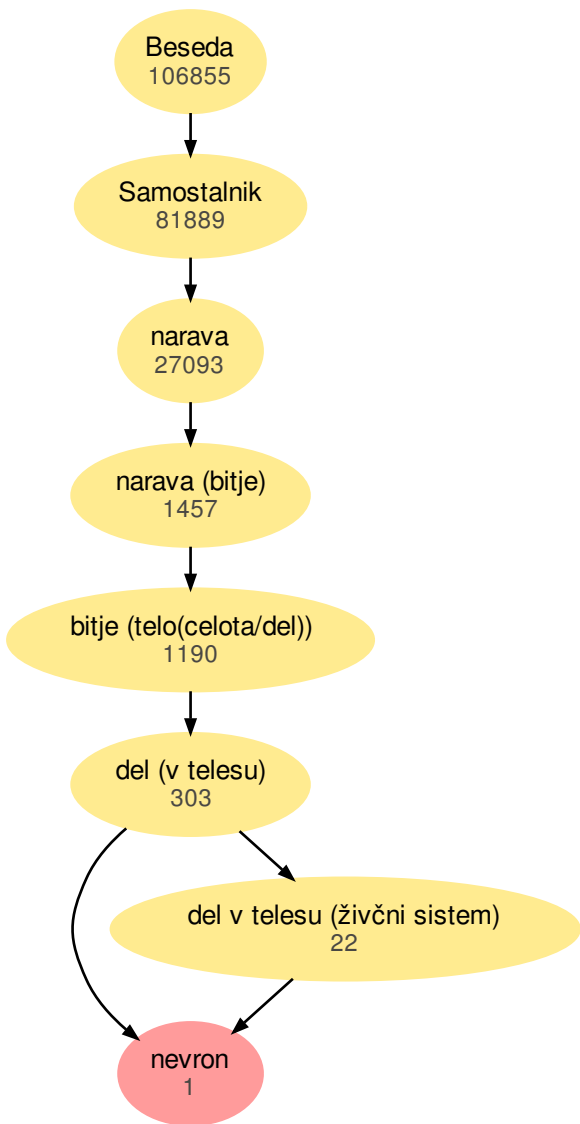 Beseda
106855
Samostalnik
81889
narava
27093
narava (bitje)
1457
bitje (telo(celota/del))
1190
del (v telesu)
303
del v telesu (živčni sistem)
22
nevron
1